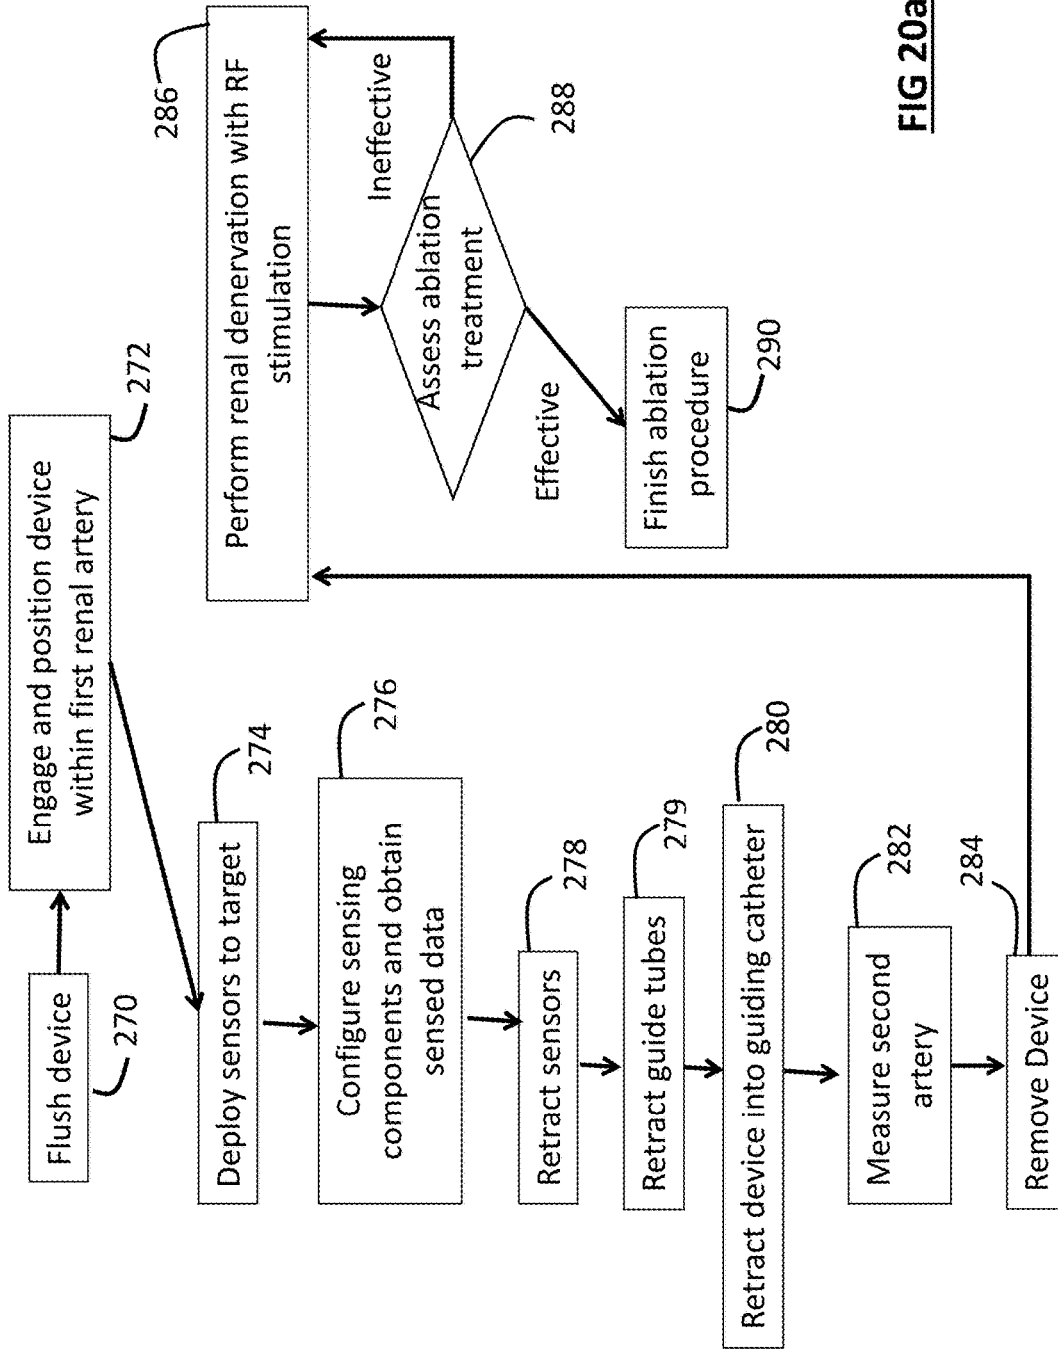 Flush device
270
Engage and position device
within first renal artery
272
Deploy sensors to target
274
Configure sensing
components and obtain
sensed data
276
Retract sensors
278
Retract guide tubes
279
Retract device into guiding catheter
280
Measure second
artery
282
Remove Device
284
Perform renal denervation with RF
stimulation
286
Assess ablation
treatment
288
Ineffective
Effective
Finish ablation
procedure
290
FIG 20a